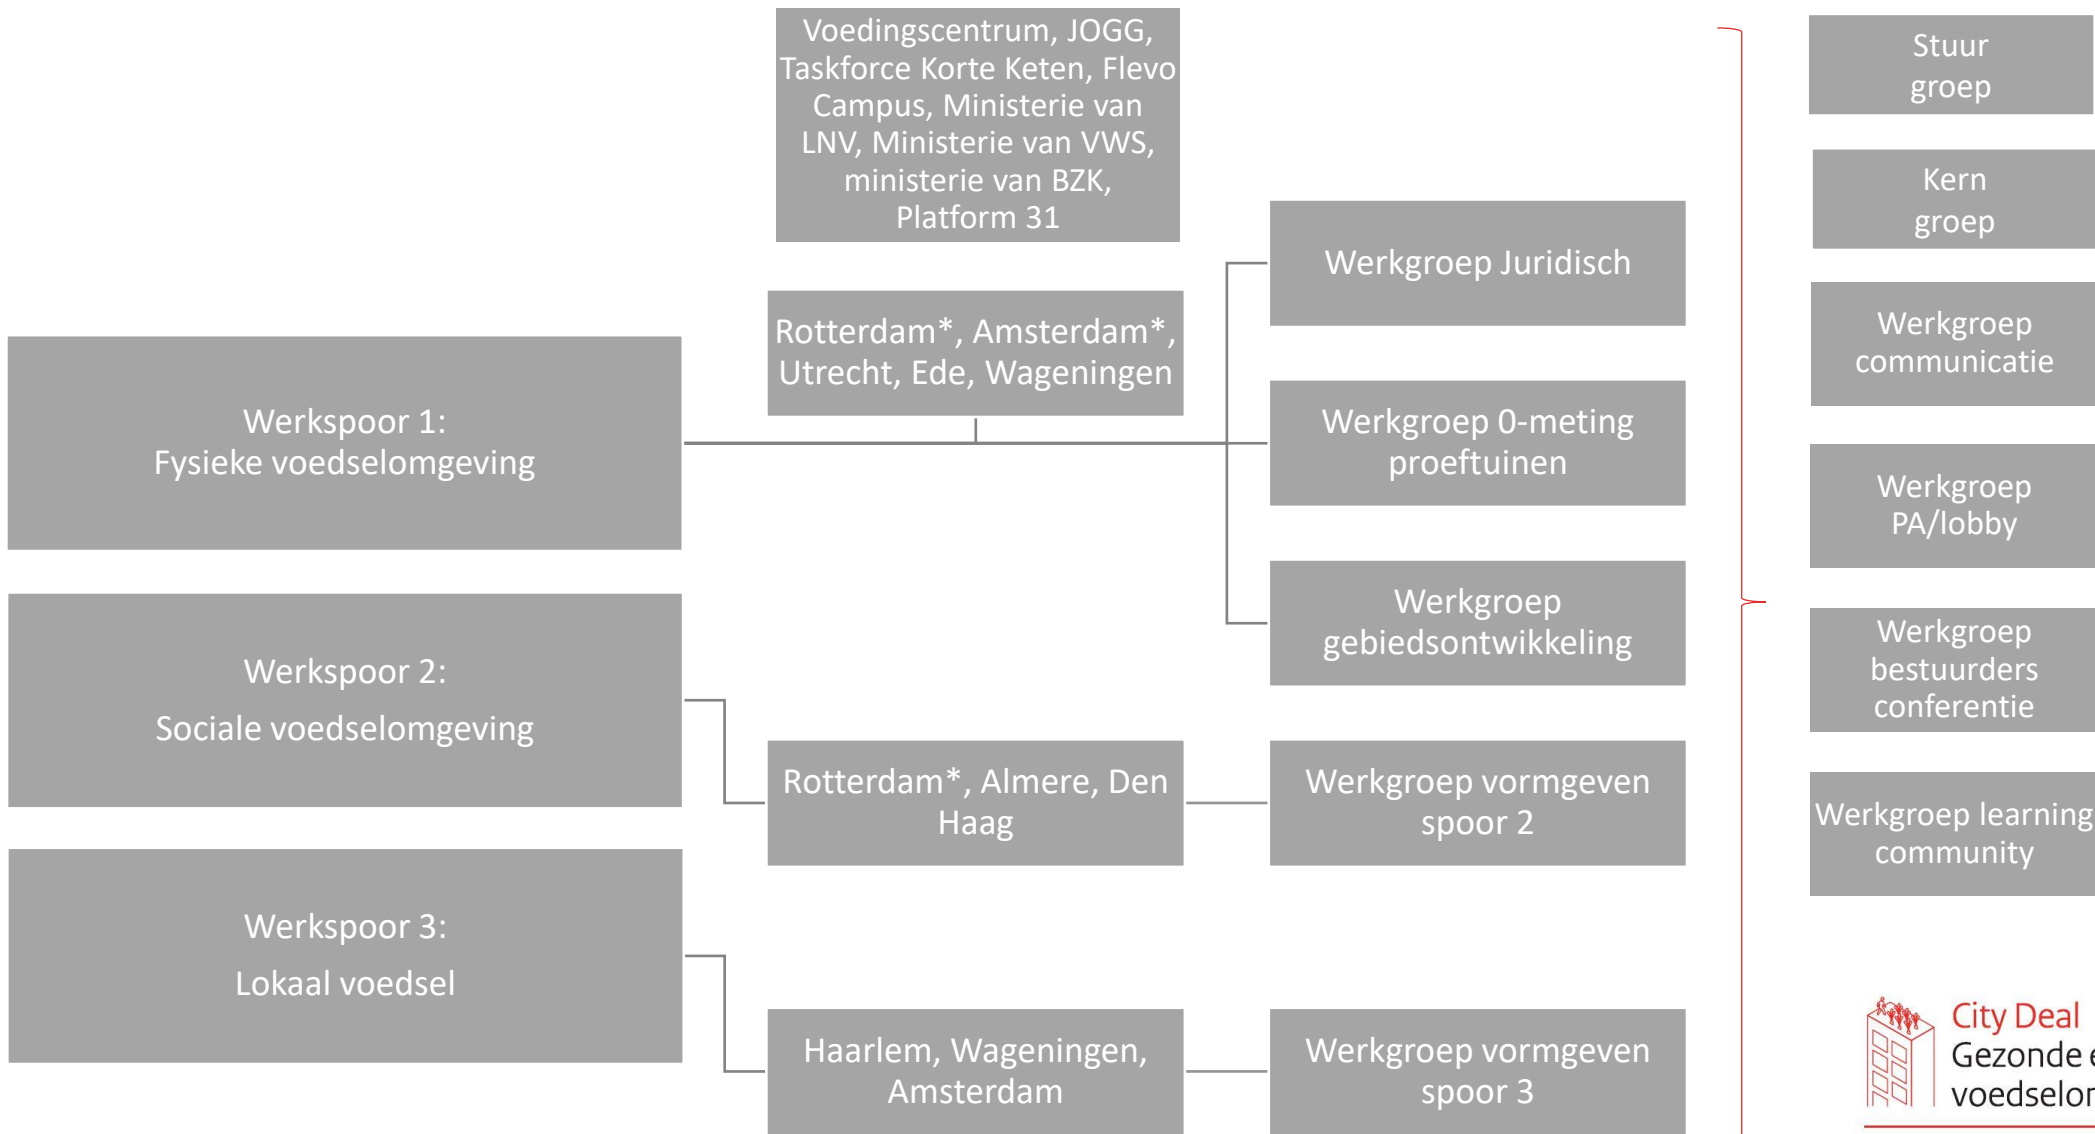 Voedingscentrum, JOGG,
Taskforce Korte Keten, Flevo
Campus, Ministerie van
LNV, Ministerie van VWS,
ministerie van BZK,
Platform 31
Werkspoor 1:
Fysieke voedselomgeving
Rotterdam*, Amsterdam*,
Utrecht, Ede, Wageningen
Werkgroep Juridisch
Werkgroep 0-meting
proeftuinen
Werkgroep
gebiedsontwikkeling
Werkspoor 2:
Sociale voedselomgeving
Rotterdam*, Almere, Den
Haag
Werkgroep vormgeven
spoor 2
Werkspoor 3:
Lokaal voedsel
Haarlem, Wageningen,
Amsterdam
Werkgroep vormgeven
spoor 3
Stuur
groep
Kern
groep
Werkgroep
communicatie
Werkgroep
PA/lobby
Werkgroep
bestuurders
conferentie
Werkgroep learning
community
City Deal
Gezonde